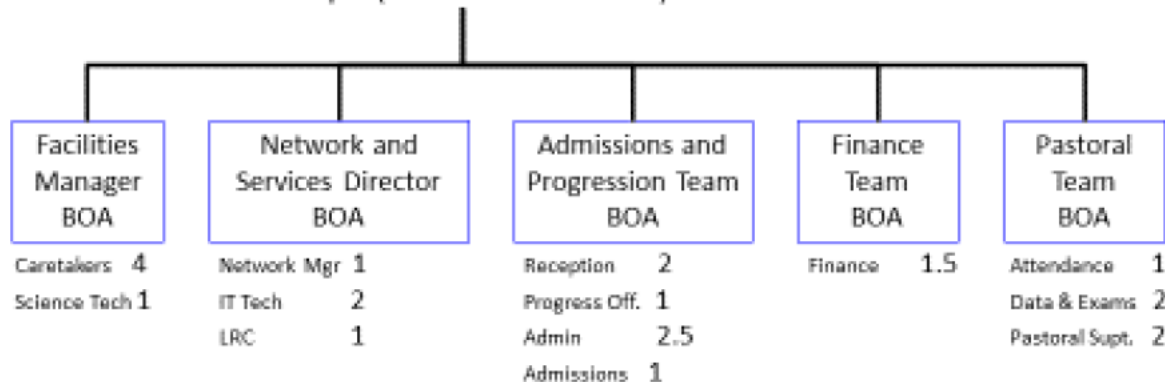 Facilities
Manager
BOA
Network and
Services Director
BOA
Admissions and
Progression Team
BOA
Finance
Team
BOA
Pastoral
Team
BOA
Caretakers 4
Science Tech 1
Network Mgr 1
IT Tech 2
LRC 1
Reception 2
Progress Off. 1
Admin 2.5
Admissions 1
Finance 1.5
Attendance 1
Data & Exams 2
Pastoral Supt. 2